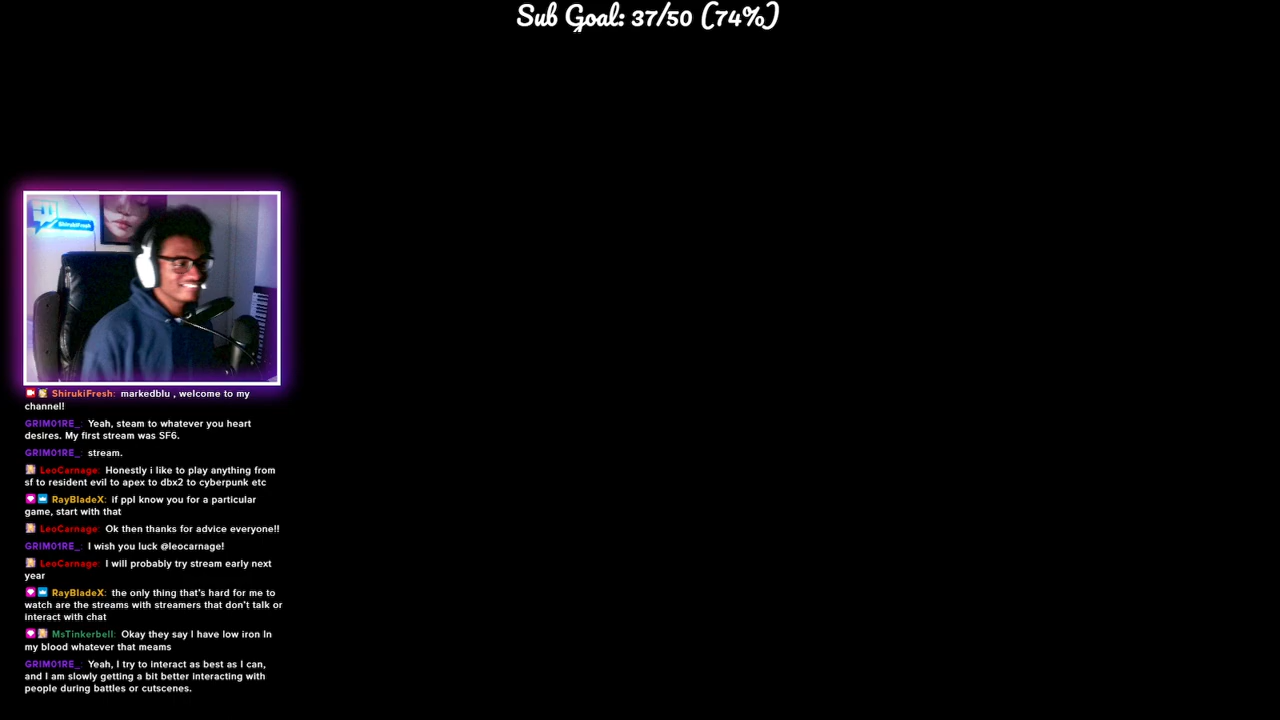 Sub Goal: 37/50 (74%)
ShirukiFresh
ShirukiFresh: markedblu , welcome to my
channel!
GRIM01RE_: Yeah, steam to whatever you heart
desires. My first stream was SF6.
GRIM01RE_: stream.
LeoCarnage: Honestly i like to play anything from
sf to resident evil to apex to dbx2 to cyberpunk etc
RayBladeX: if ppl know you for a particular
game, start with that
LeoCarnage: Ok then thanks for advice everyone!!
GRIM01RE_: I wish you luck @leocarnage!
LeoCarnage: I will probably try stream early next
year
RayBladeX: the only thing that's hard for me to
watch are the streams with streamers that don't talk or
interact with chat
MsTinkerbell: Okay they say I have low iron In
my blood whatever that meams
GRIM01RE_: Yeah, I try to interact as best as I can,
and I am slowly getting a bit better interacting with
people during battles or cutscenes.